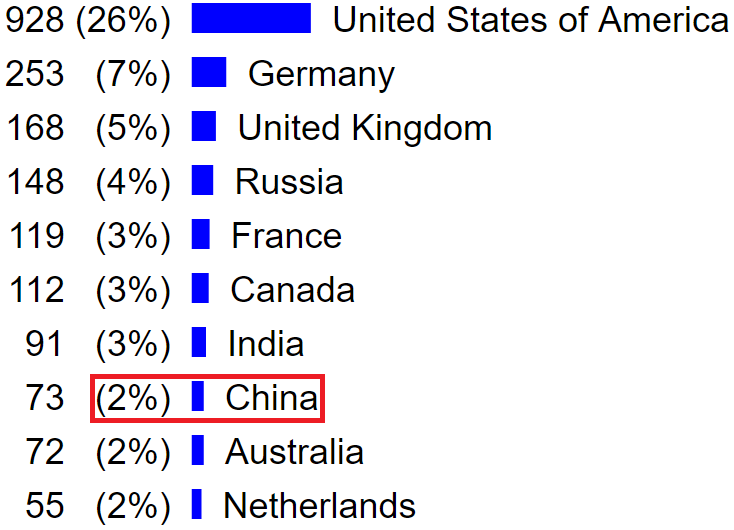 928 (26%) United States of America
253 (7%) Germany
168 (5%) United Kingdom
148 (4%) Russia
119 (3%) France
112 (3%) Canada
91 (3%) India
73 (2%) China
72 (2%) Australia
55 (2%) Netherlands